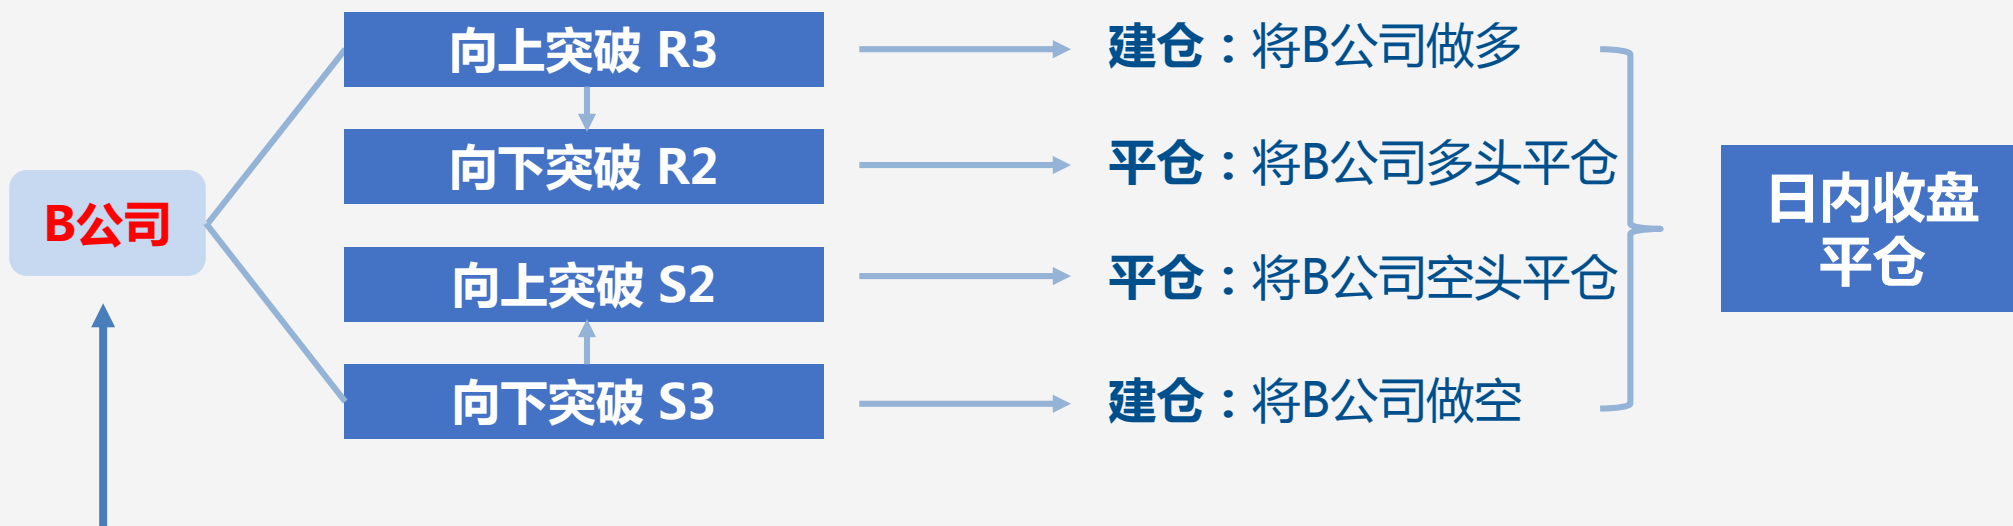 向上突破 R3
建仓：将B公司做多
向下突破 R2
平仓：将B公司多头平仓
B公司
日内收盘
平仓
向上突破 S2
平仓：将B公司空头平仓
向下突破 S3
建仓：将B公司做空